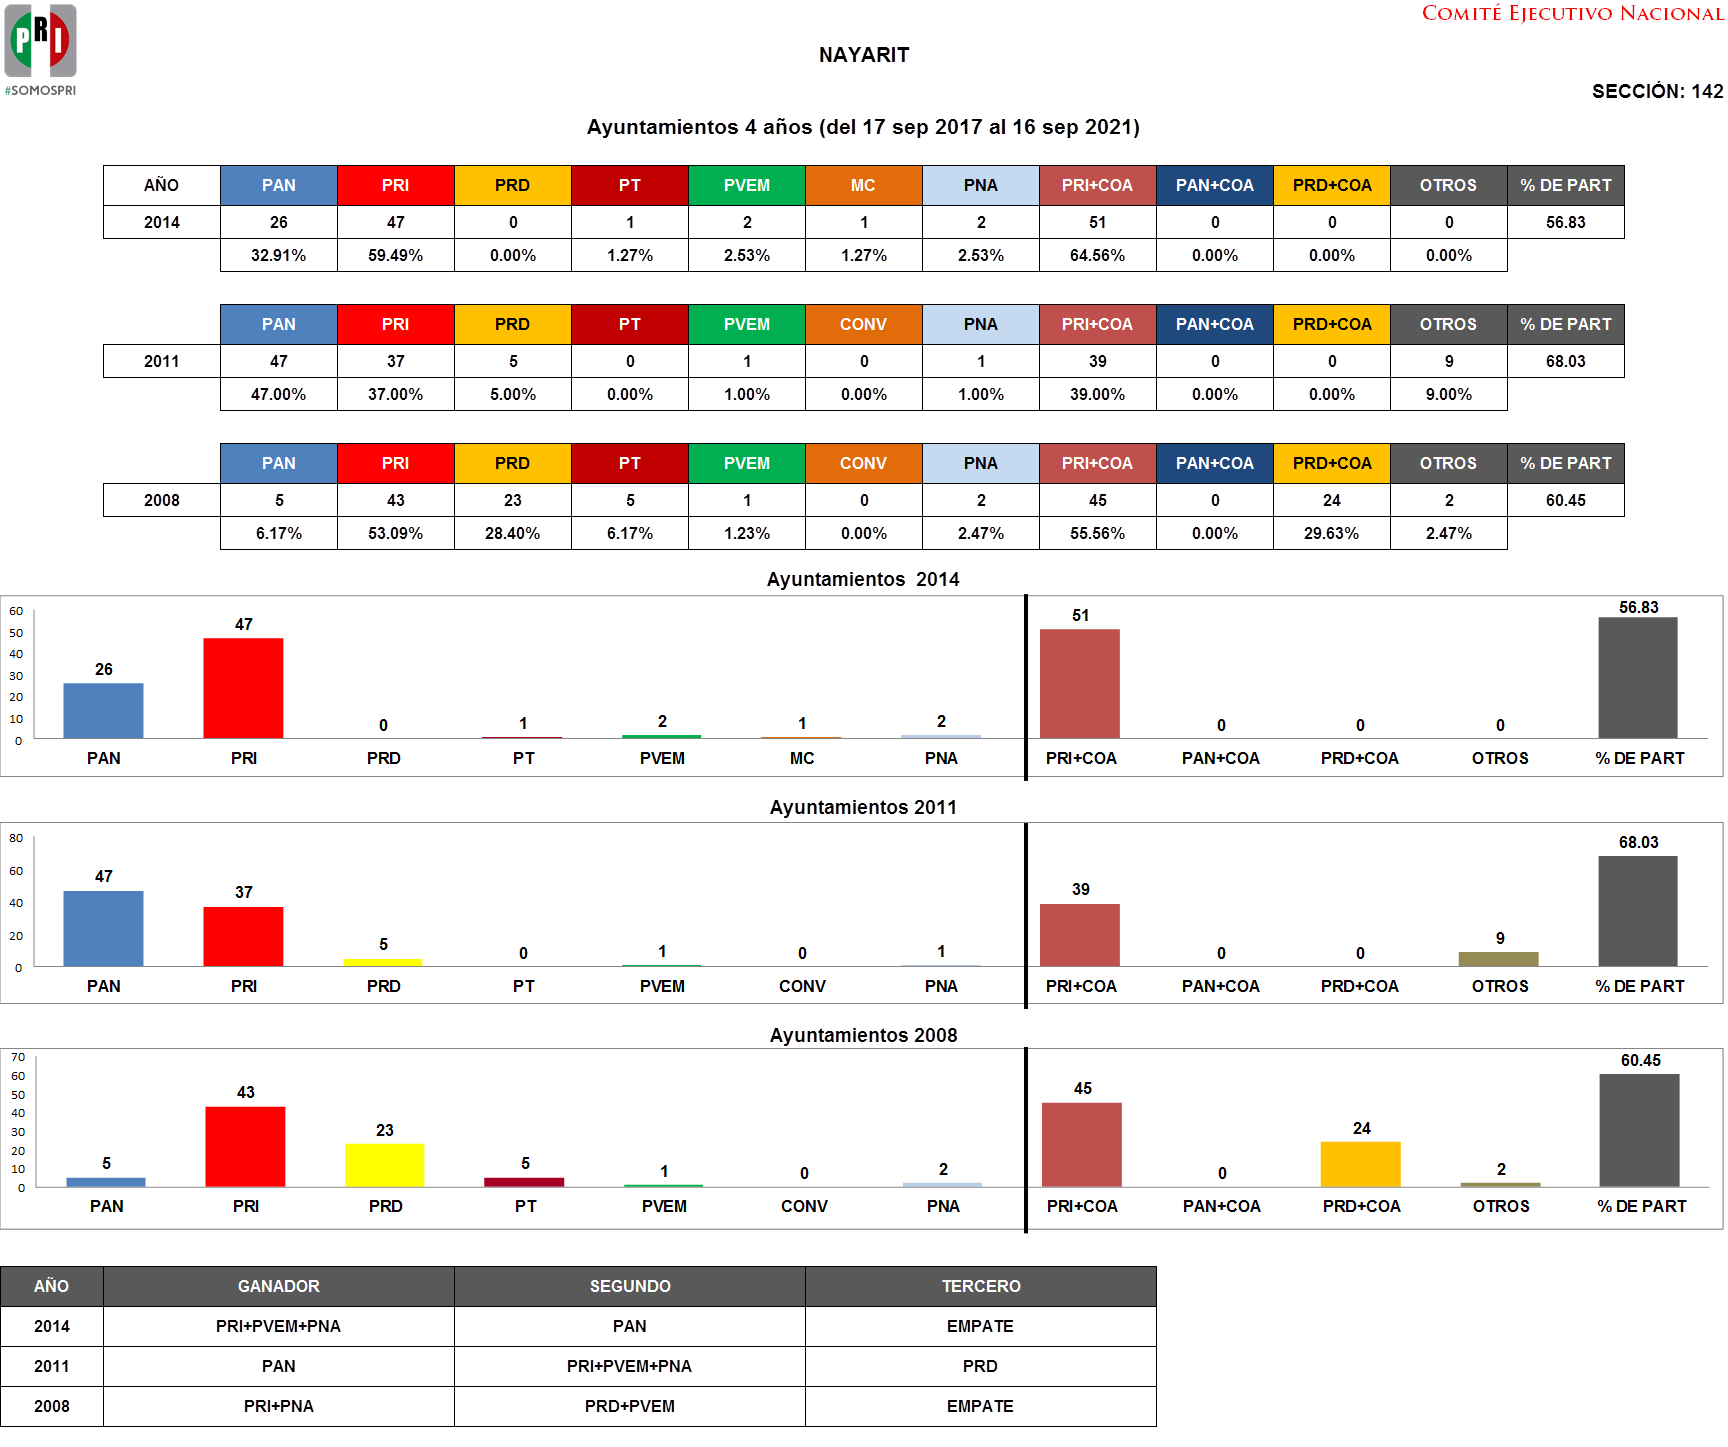 COMITÉ EJECUTIVO NACIONAL
PRI
#SOMOSPRI
NAYARIT
SECCIÓN: 142
Ayuntamientos 4 años (del 17 sep 2017 al 16 sep 2021)
AÑO PAN PRI PRD PT PVEM MC PNA PRI+COA PAN+COA PRD+COA OTROS % DE PART
2014 26 47 0 1 2 1 2 51 0 0 0 56.83
32.91% 59.49% 0.00% 1.27% 2.53% 1.27% 2.53% 64.56% 0.00% 0.00% 0.00%
PAN PRI PRD PT PVEM CONV PNA PRI+COA PAN+COA PRD+COA OTROS % DE PART
2011 47 37 5 0 1 0 1 39 0 0 9 68.03
47.00% 37.00% 5.00% 0.00% 1.00% 0.00% 1.00% 39.00% 0.00% 0.00% 9.00%
PAN PRI PRD PT PVEM CONV PNA PRI+COA PAN+COA PRD+COA OTROS % DE PART
2008 5 43 23 5 1 0 2 45 0 24 2 60.45
6.17% 53.09% 28.40% 6.17% 1.23% 0.00% 2.47% 55.56% 0.00% 29.63% 2.47%
Ayuntamientos 2014
60
50
40
30
20
10
0
26 47 0 1 2 1 2 51 0 0 0 56.83
PAN PRI PRD PT PVEM MC PNA PRI+COA PAN+COA PRD+COA OTROS % DE PART
Ayuntamientos 2011
80
60
40
20
0
47 37 5 0 1 0 1 39 0 0 9 68.03
PAN PRI PRD PT PVEM CONV PNA PRI+COA PAN+COA PRD+COA OTROS % DE PART
Ayuntamientos 2008
70
60
50
40
30
20
10
0
5 43 23 5 1 0 2 45 0 24 2 60.45
PAN PRI PRD PT PVEM CONV PNA PRI+COA PAN+COA PRD+COA OTROS % DE PART
AÑO GANADOR SEGUNDO TERCERO
2014 PRI+PVEM+PNA PAN EMPATE
2011 PAN PRI+PVEM+PNA PRD
2008 PRI+PNA PRD+PVEM EMPATE